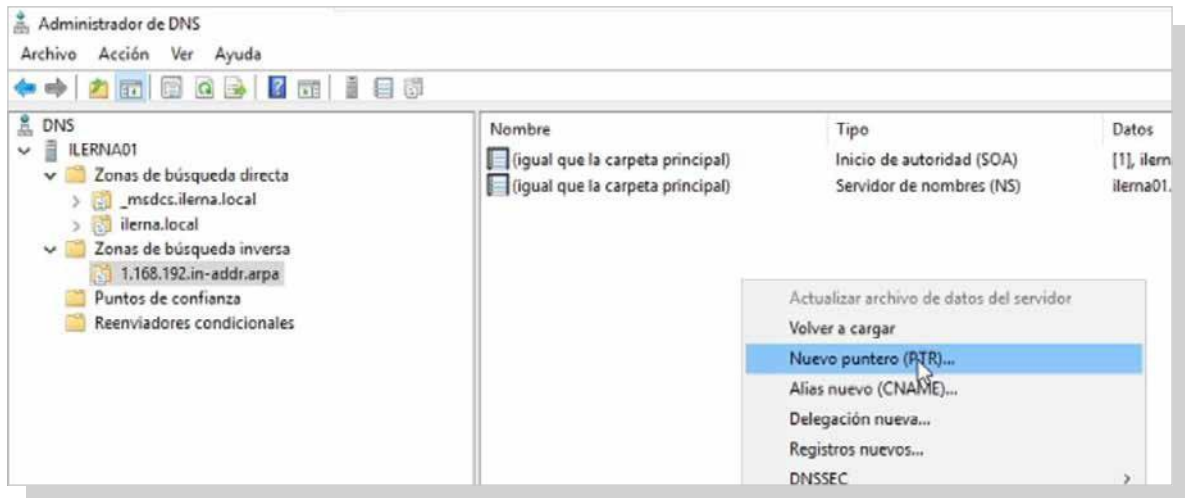 Administrador de DNS
Archivo Acción Ver Ayuda
DNS
ILERNA01
Zonas de búsqueda directa
_msdcs.ilerna.local
ilerna.local
Zonas de búsqueda inversa
1.168.192.in-addr.arpa
Puntos de confianza
Reenviadores condicionales
Nombre Tipo Datos
(igual que la carpeta principal) Inicio de autoridad (SOA) [1], ilern
(igual que la carpeta principal) Servidor de nombres (NS) ilerna01.
Actualizar archivo de datos del servidor
Volver a cargar
Nuevo puntero (PTR)...
Alias nuevo (CNAME)...
Delegación nueva...
Registros nuevos...
DNSSEC